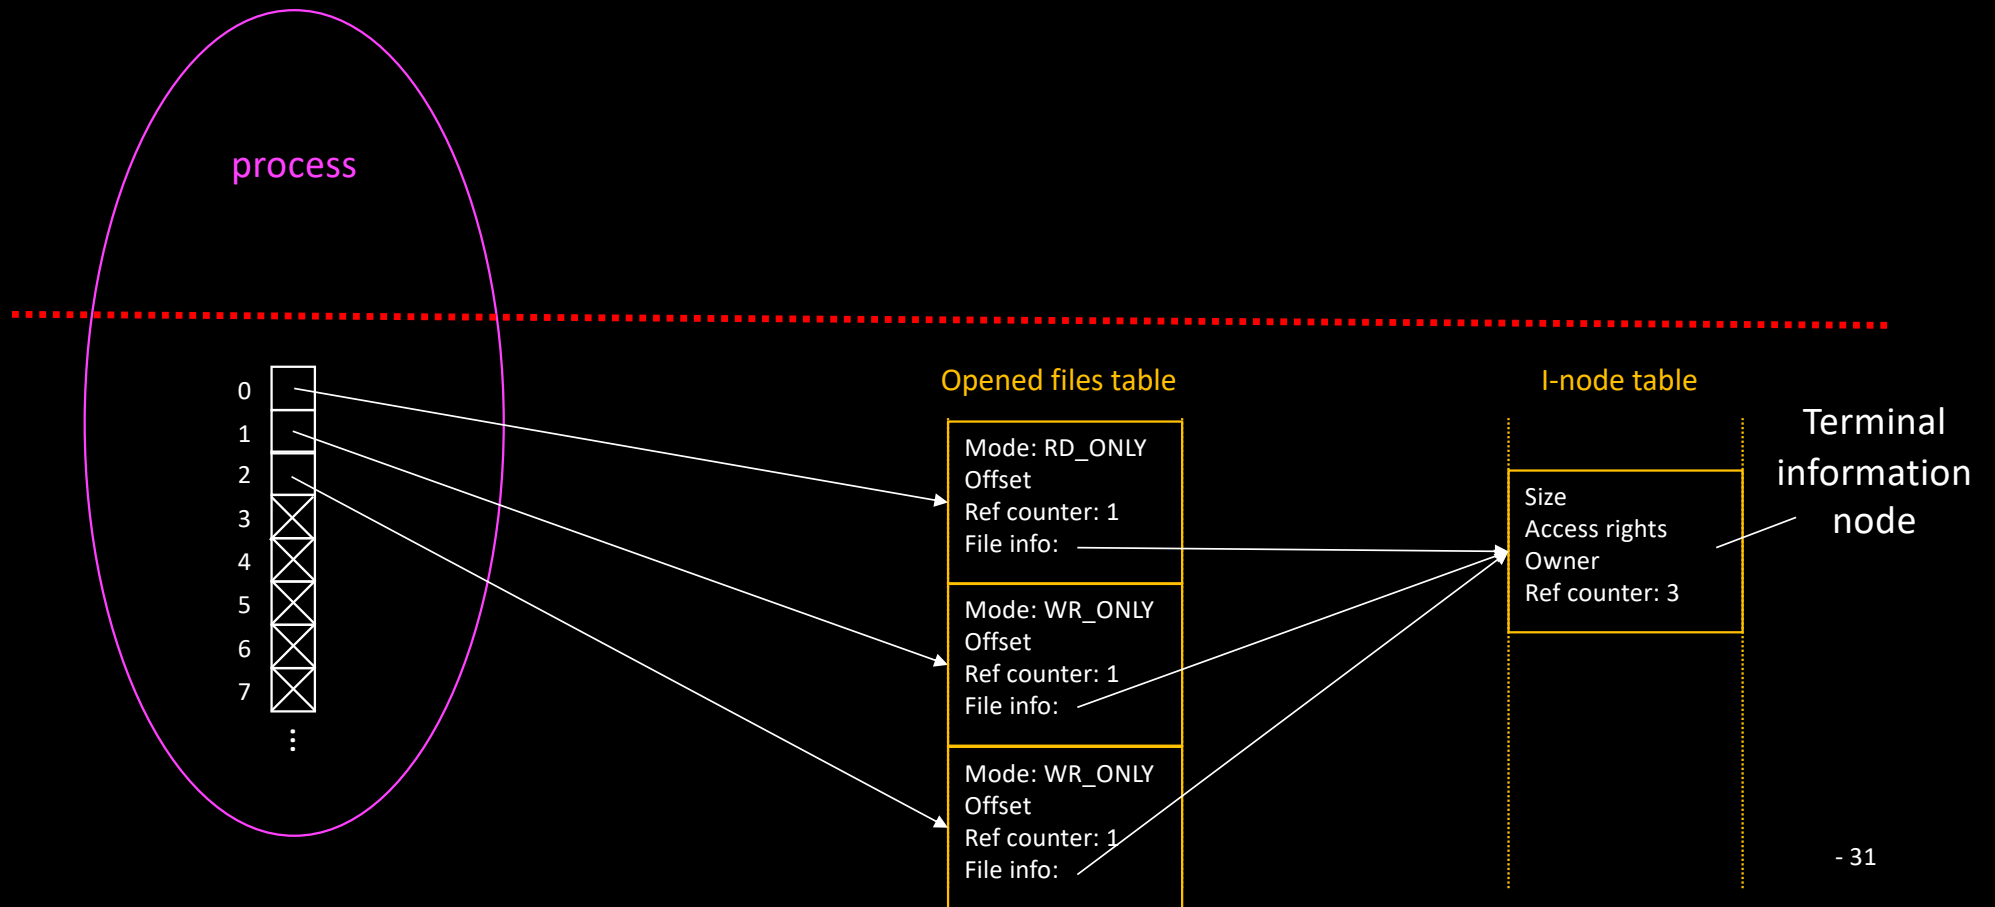 process
0
1
2
3
4
5
6
7
...
Opened files table
Mode: RD_ONLY
Offset
Ref counter: 1
File info:
Mode: WR_ONLY
Offset
Ref counter: 1
File info:
Mode: WR_ONLY
Offset
Ref counter: 1
File info:
I-node table
Size
Access rights
Owner
Ref counter: 3
Terminal
information
node
- 31